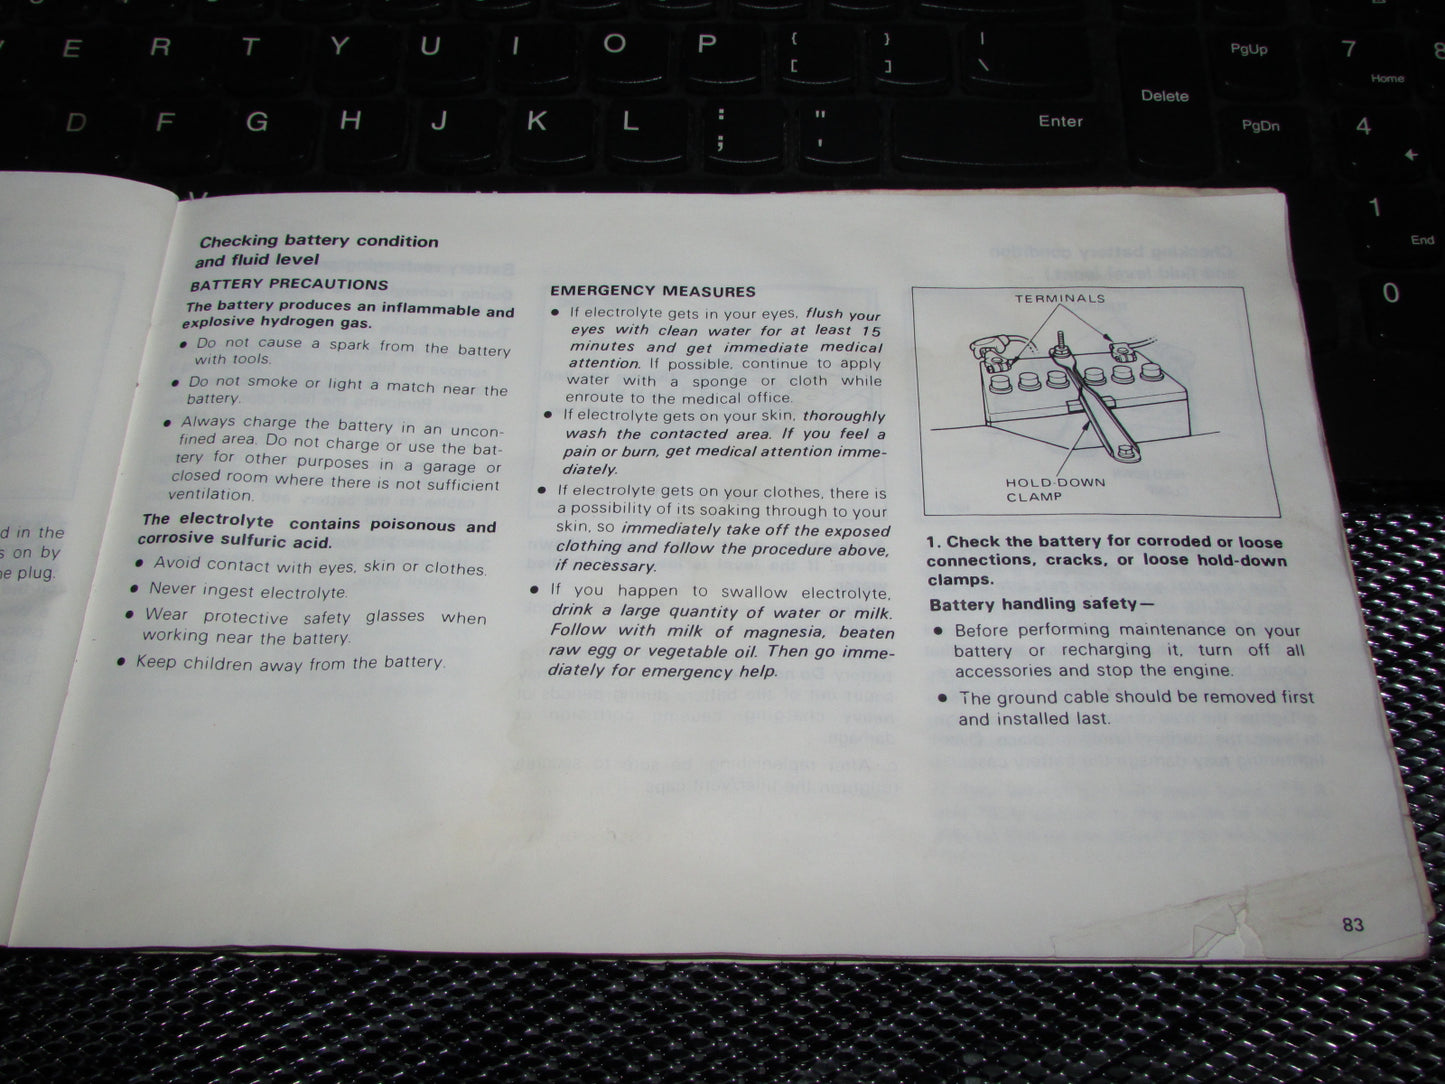 E R T Y U I O P { [ } ] | \ Delete PgUp 7 Home 8
D F G H J K L : ; " ' Enter PgDn 4
1 End
0
d in the
s on by
e plug.
Checking battery condition
and fluid level
BATTERY PRECAUTIONS
The battery produces an inflammable and
explosive hydrogen gas.
● Do not cause a spark from the battery
with tools.
● Do not smoke or light a match near the
battery.
● Always charge the battery in an uncon-
fined area. Do not charge or use the bat-
tery for other purposes in a garage or
closed room where there is not sufficient
ventilation.
The electrolyte contains poisonous and
corrosive sulfuric acid.
● Avoid contact with eyes, skin or clothes.
● Never ingest electrolyte.
● Wear protective safety glasses when
working near the battery.
● Keep children away from the battery.
EMERGENCY MEASURES
● If electrolyte gets in your eyes, flush your
eyes with clean water for at least 15
minutes and get immediate medical
attention. If possible, continue to apply
water with a sponge or cloth while
enroute to the medical office.
● If electrolyte gets on your skin, thoroughly
wash the contacted area. If you feel a
pain or burn, get medical attention imme-
diately.
● If electrolyte gets on your clothes, there is
a possibility of its soaking through to your
skin, so immediately take off the exposed
clothing and follow the procedure above,
if necessary.
● If you happen to swallow electrolyte,
drink a large quantity of water or milk.
Follow with milk of magnesia, beaten
raw egg or vegetable oil. Then go imme-
diately for emergency help.
TERMINALS
HOLD-DOWN
CLAMP
1. Check the battery for corroded or loose
connections, cracks, or loose hold-down
clamps.
Battery handling safety—
● Before performing maintenance on your
battery or recharging it, turn off all
accessories and stop the engine.
● The ground cable should be removed first
and installed last.
83